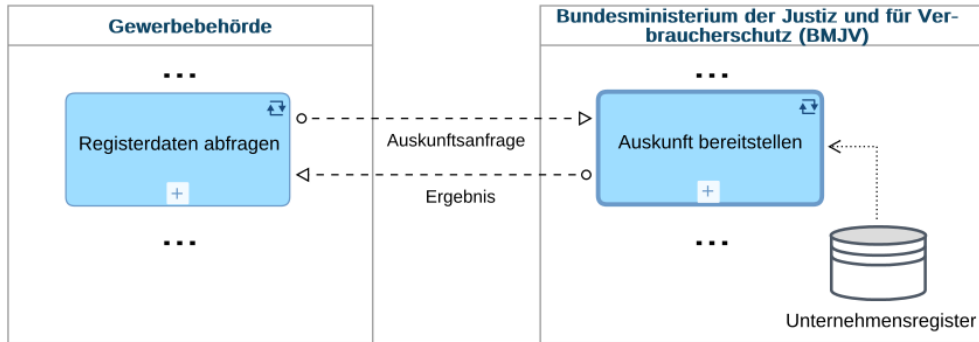 Gewerbebehörde
Bundesministerium der Justiz und für Ver-
braucherschutz (BMJV)
...
...
Registerdaten abfragen
Auskunftsanfrage
Auskunft bereitstellen
+
Ergebnis
+
...
...
Unternehmensregister